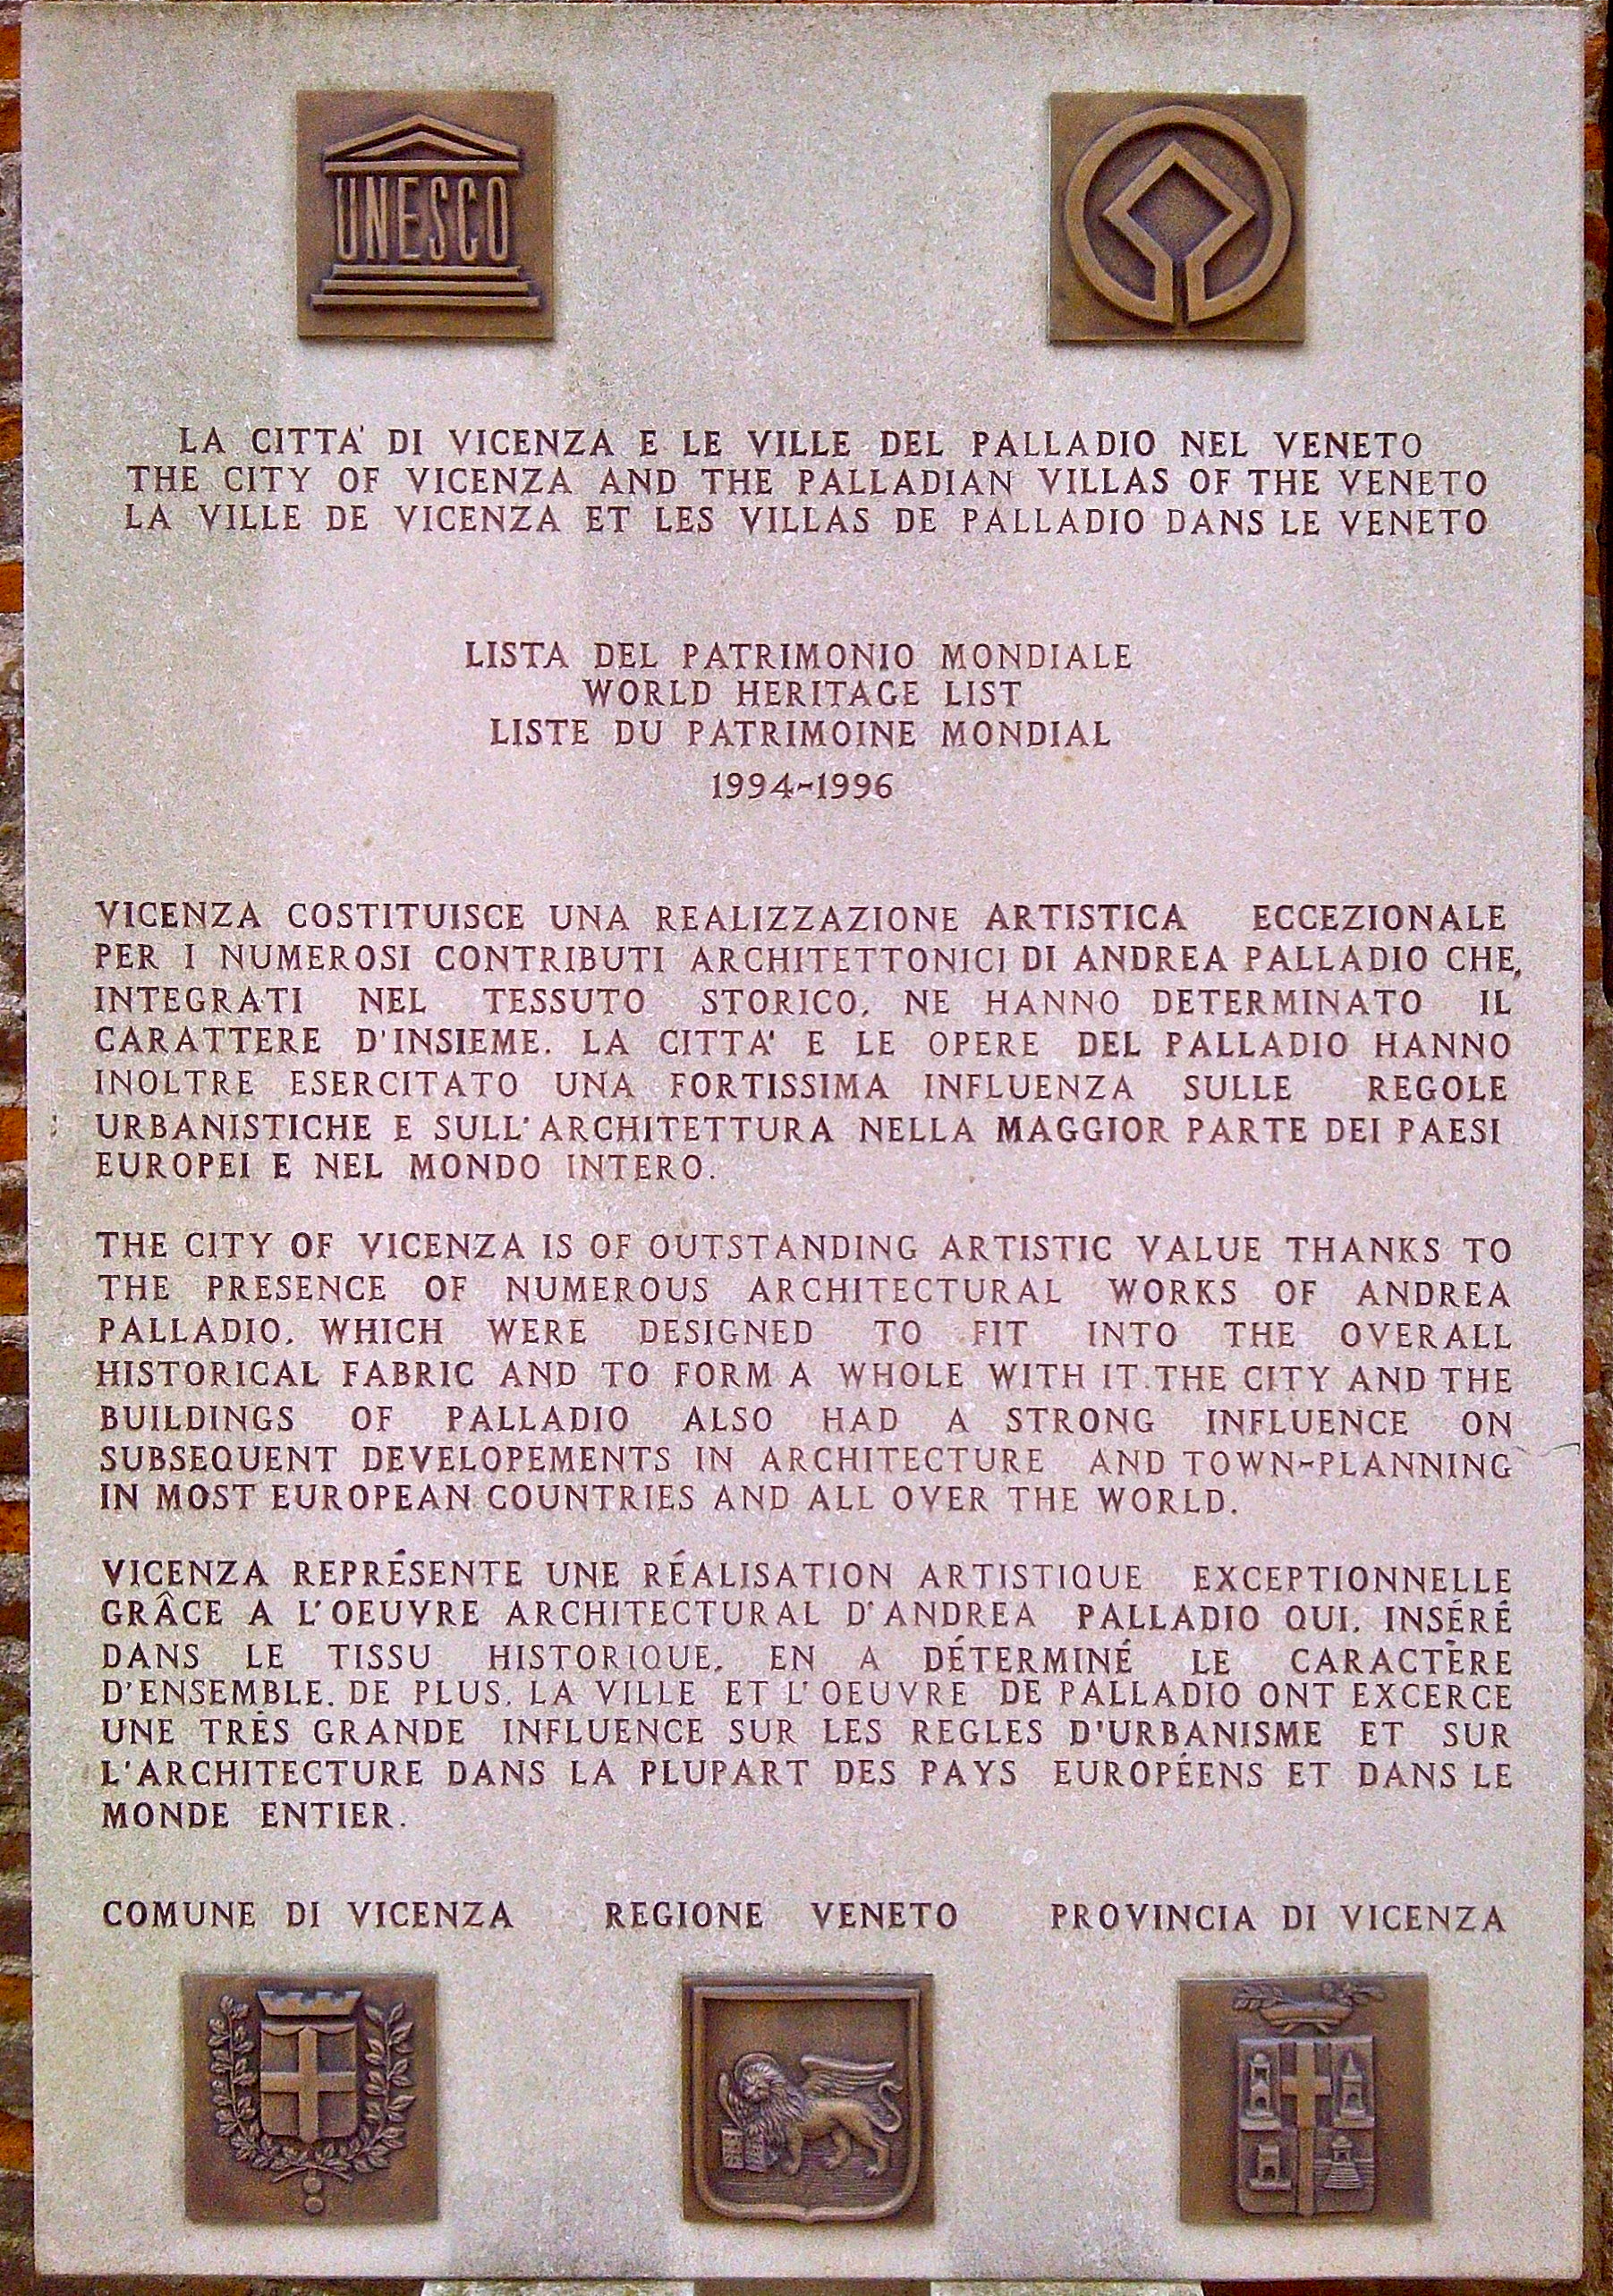 UNESCO
LA CITTA' DI VICENZA E LE VILLE DEL PALLADIO NEL VENETO
THE CITY OF VICENZA AND THE PALLADIAN VILLAS OF THE VENETO
LA VILLE DE VICENZA ET LES VILLAS DE PALLADIO DANS LE VENETO
LISTA DEL PATRIMONIO MONDIALE
WORLD HERITAGE LIST
LISTE DU PATRIMOINE MONDIAL
1994-1996
VICENZA COSTITUISCE UNA REALIZZAZIONE ARTISTICA ECCEZIONALE
PER I NUMEROSI CONTRIBUTI ARCHITETTONICI DI ANDREA PALLADIO CHE,
INTEGRATI NEL TESSUTO STORICO, NE HANNO DETERMINATO IL
CARATTERE D'INSIEME. LA CITTA' E LE OPERE DEL PALLADIO HANNO
INOLTRE ESERCITATO UNA FORTISSIMA INFLUENZA SULLE REGOLE
URBANISTICHE E SULL'ARCHITETTURA NELLA MAGGIOR PARTE DEI PAESI
EUROPEI E NEL MONDO INTERO.
THE CITY OF VICENZA IS OF OUTSTANDING ARTISTIC VALUE THANKS TO
THE PRESENCE OF NUMEROUS ARCHITECTURAL WORKS OF ANDREA
PALLADIO, WHICH WERE DESIGNED TO FIT INTO THE OVERALL
HISTORICAL FABRIC AND TO FORM A WHOLE WITH IT. THE CITY AND THE
BUILDINGS OF PALLADIO ALSO HAD A STRONG INFLUENCE ON
SUBSEQUENT DEVELOPEMENTS IN ARCHITECTURE AND TOWN-PLANNING
IN MOST EUROPEAN COUNTRIES AND ALL OVER THE WORLD.
VICENZA REPRÉSENTE UNE RÉALISATION ARTISTIQUE EXCEPTIONNELLE
GRÂCE A L'OEUVRE ARCHITECTURAL D'ANDREA PALLADIO QUI, INSÉRÉ
DANS LE TISSU HISTORIQUE, EN A DÉTERMINÉ LE CARACTÈRE
D'ENSEMBLE. DE PLUS, LA VILLE ET L'OEUVRE DE PALLADIO ONT EXCERCE
UNE TRÉS GRANDE INFLUENCE SUR LES REGLES D'URBANISME ET SUR
L'ARCHITECTURE DANS LA PLUPART DES PAYS EUROPÉENS ET DANS LE
MONDE ENTIER.
COMUNE DI VICENZA REGIONE VENETO PROVINCIA DI VICENZA